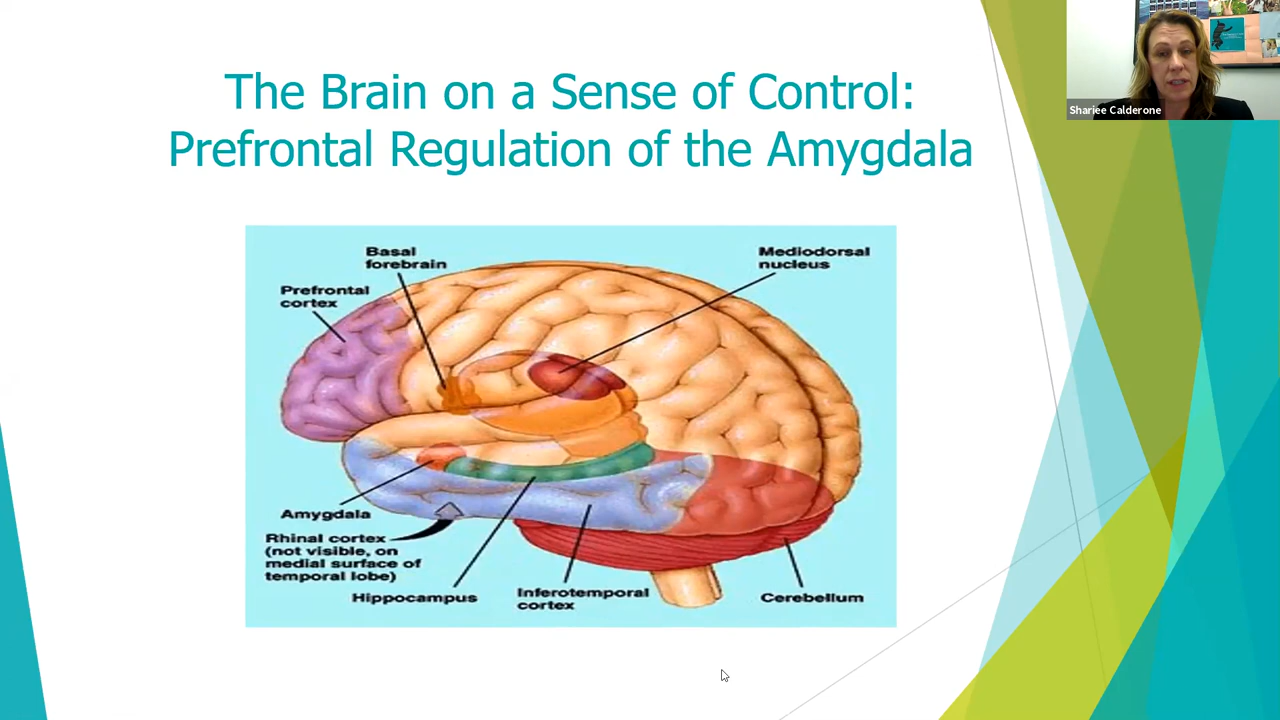 The Brain on a Sense of Control:
Prefrontal Regulation of the Amygdala
Shariee Calderone
Basal
forebrain
Mediodorsal
nucleus
Prefrontal
cortex
Amygdala
Rhinal cortex
(not visible, on
medial surface of
temporal lobe)
Hippocampus
Inferotemporal
cortex
Cerebellum